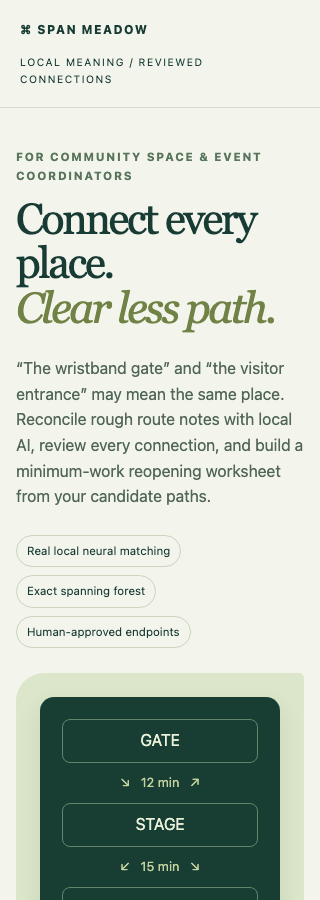 ⌘ SPAN MEADOW
LOCAL MEANING / REVIEWED
CONNECTIONS
FOR COMMUNITY SPACE & EVENT
COORDINATORS
Connect every
place.
Clear less path.
“The wristband gate” and “the visitor
entrance” may mean the same place.
Reconcile rough route notes with local
AI, review every connection, and build a
minimum-work reopening worksheet
from your candidate paths.
Real local neural matching
Exact spanning forest
Human-approved endpoints
GATE
↘ 12 min ↗
STAGE
↙ 15 min ↘